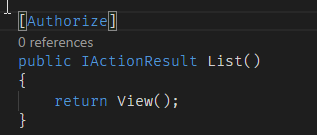 [Authorize]
0 references
public IActionResult List()
{
    return View();
}